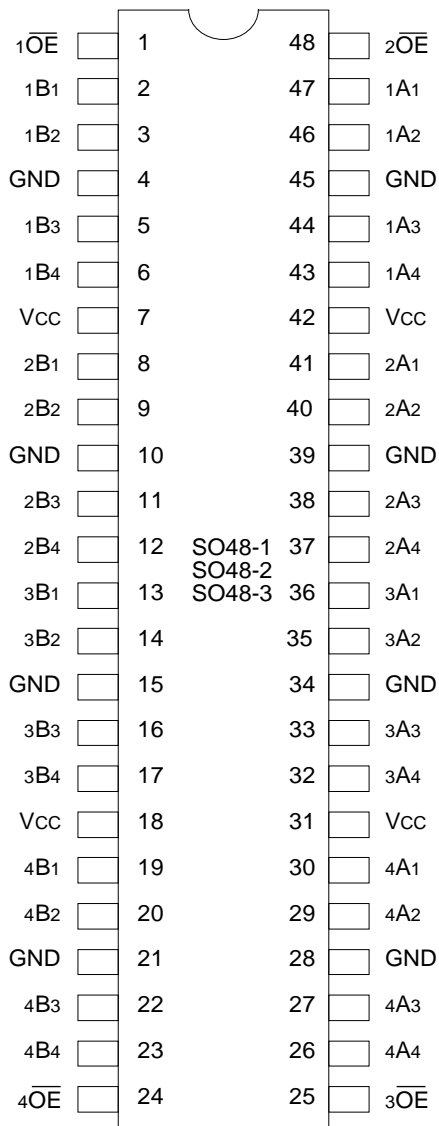 1O̅E̅ 1 48 2O̅E̅
1B1 2 47 1A1
1B2 3 46 1A2
GND 4 45 GND
1B3 5 44 1A3
1B4 6 43 1A4
VCC 7 42 VCC
2B1 8 41 2A1
2B2 9 40 2A2
GND 10 39 GND
2B3 11 38 2A3
2B4 12 SO48-1 37 2A4
SO48-2
3B1 13 SO48-3 36 3A1
3B2 14 35 3A2
GND 15 34 GND
3B3 16 33 3A3
3B4 17 32 3A4
VCC 18 31 VCC
4B1 19 30 4A1
4B2 20 29 4A2
GND 21 28 GND
4B3 22 27 4A3
4B4 23 26 4A4
4O̅E̅ 24 25 3O̅E̅